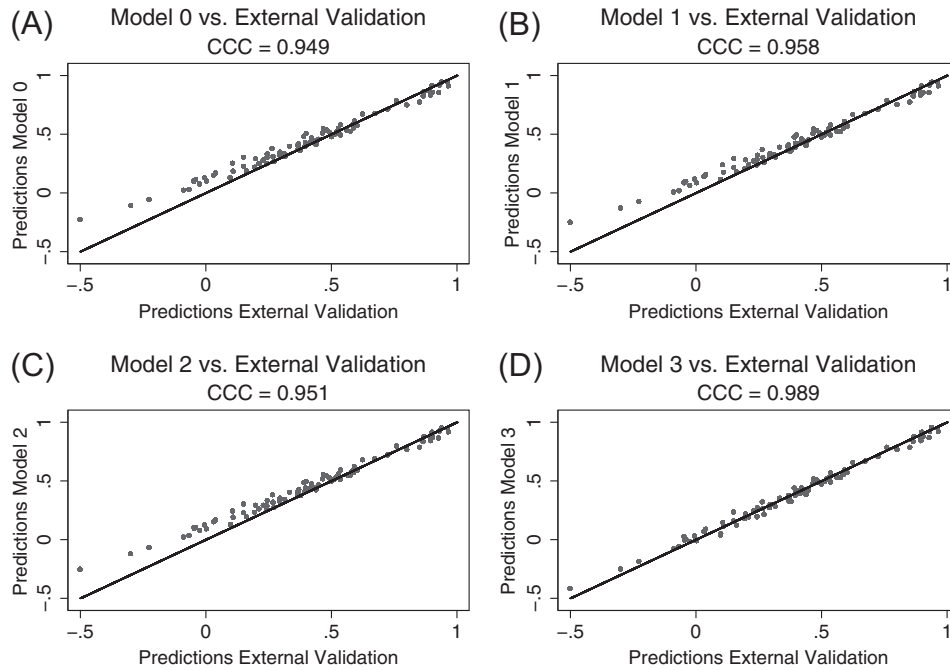 (A) Model 0 vs. External Validation
CCC = 0.949
Predictions Model 0
1
.5
0
-.5
-.5 0 .5 1
Predictions External Validation
(B) Model 1 vs. External Validation
CCC = 0.958
Predictions Model 1
1
.5
0
-.5
-.5 0 .5 1
Predictions External Validation
(C) Model 2 vs. External Validation
CCC = 0.951
Predictions Model 2
1
.5
0
-.5
-.5 0 .5 1
Predictions External Validation
(D) Model 3 vs. External Validation
CCC = 0.989
Predictions Model 3
1
.5
0
-.5
-.5 0 .5 1
Predictions External Validation